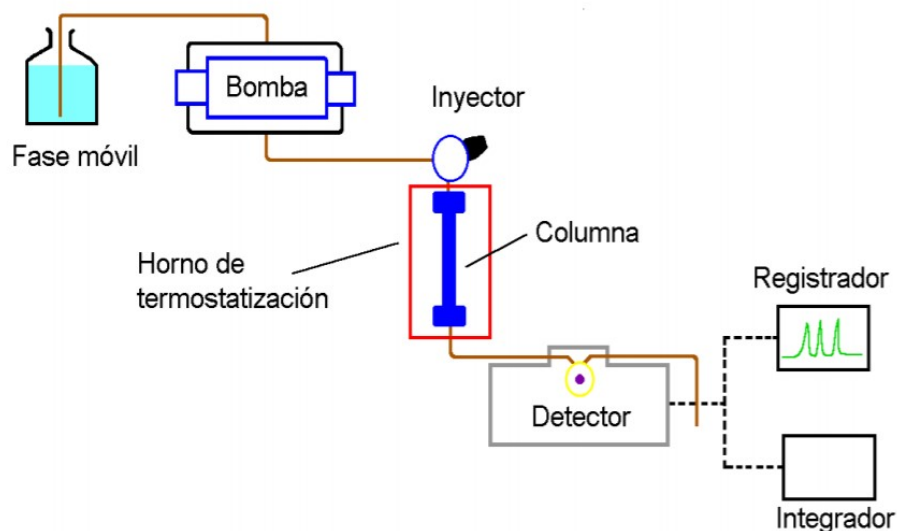 Bomba
Inyector
Fase móvil
Columna
Horno de
termostatización
Registrador
Detector
Integrador